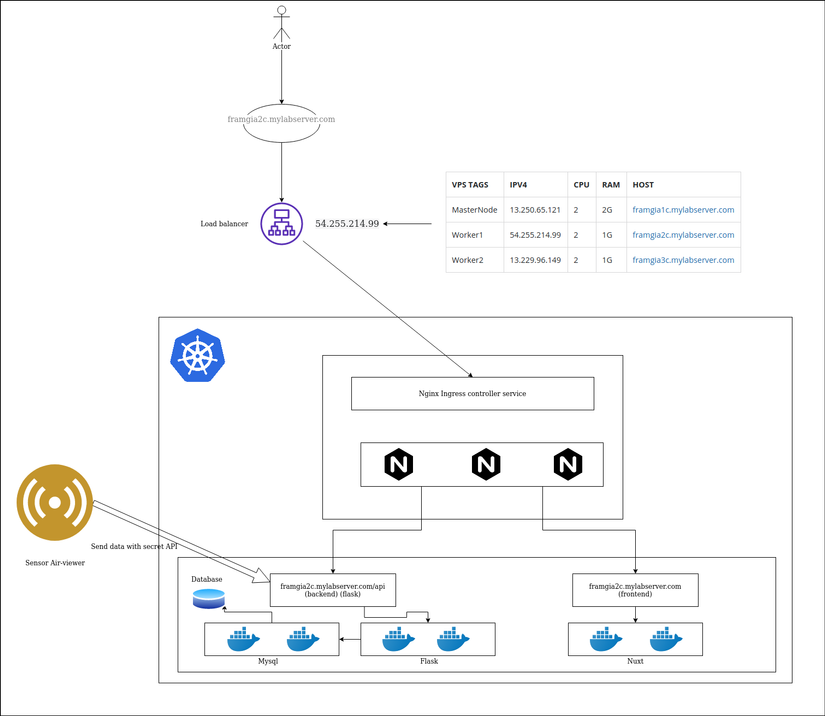 Actor
framgia2c.mylabserver.com
Load balancer
54.255.214.99
VPS TAGS IPV4 CPU RAM HOST
MasterNode 13.250.65.121 2 2G framgia1c.mylabserver.com
Worker1 54.255.214.99 2 1G framgia2c.mylabserver.com
Worker2 13.229.96.149 2 1G framgia3c.mylabserver.com
Nginx Ingress controller service
N N N
Send data with secret API
Sensor Air-viewer
Database
framgia2c.mylabserver.com/api
(backend) (flask)
framgia2c.mylabserver.com
(frontend)
Mysql
Flask
Nuxt